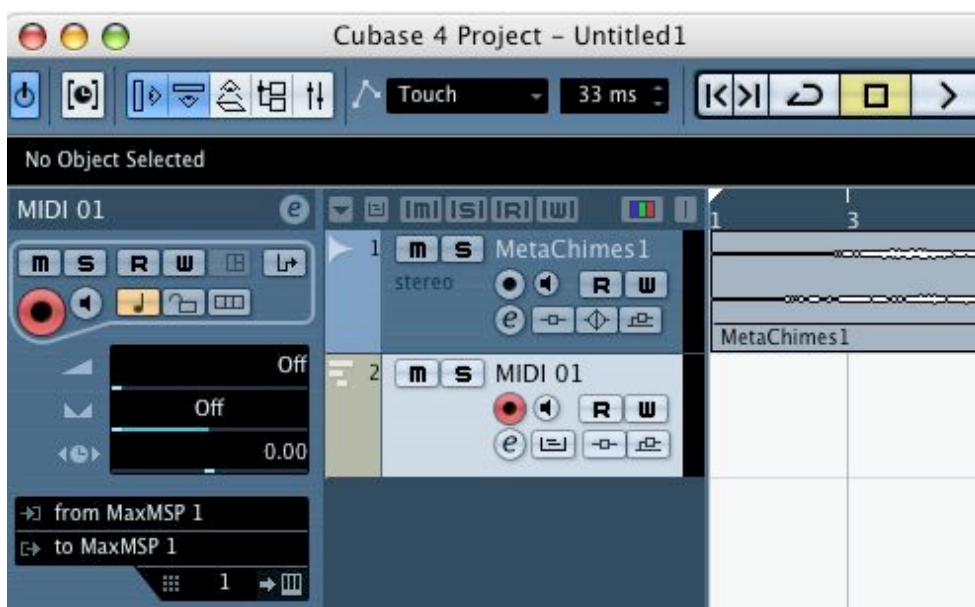 Cubase 4 Project – Untitled1
Touch 33 ms
No Object Selected
MIDI 01 e
m S R W
Off
Off
0.00
from MaxMSP 1
to MaxMSP 1
1
m S R W
1 m S MetaChimes1
stereo R W
e
2 m S MIDI 01
R W
e
1 3
MetaChimes1